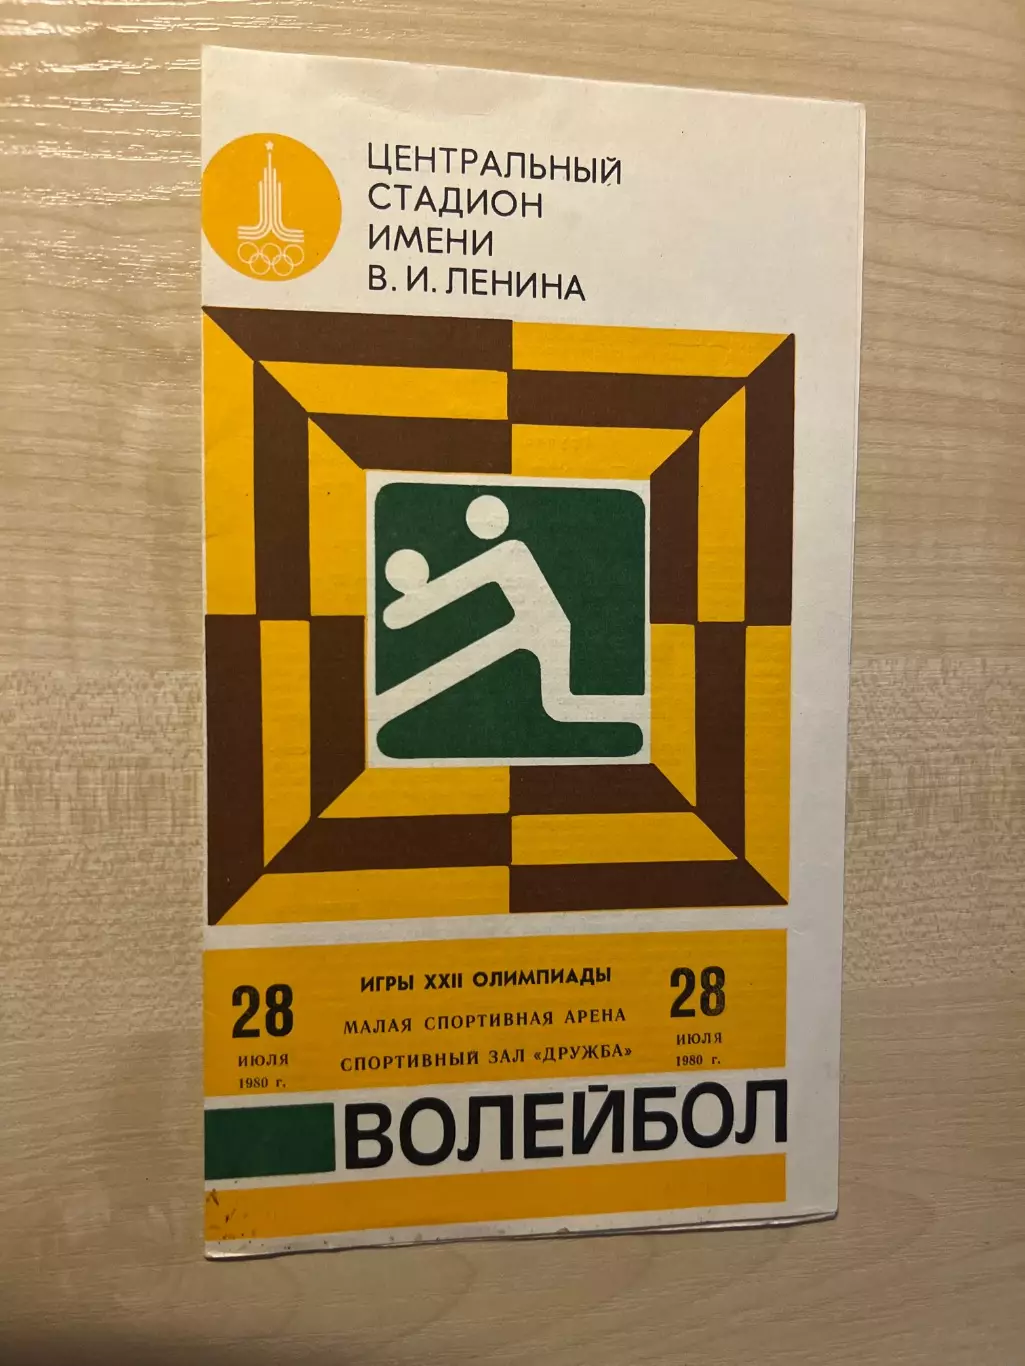 ЦЕНТРАЛЬНЫЙ
СТАДИОН
ИМЕНИ
В. И. ЛЕНИНА
28
ИЮЛЯ
1980 г.
ИГРЫ XXII ОЛИМПИАДЫ
МАЛАЯ СПОРТИВНАЯ АРЕНА
СПОРТИВНЫЙ ЗАЛ «ДРУЖБА»
28
ИЮЛЯ
1980 г.
ВОЛЕЙБОЛ